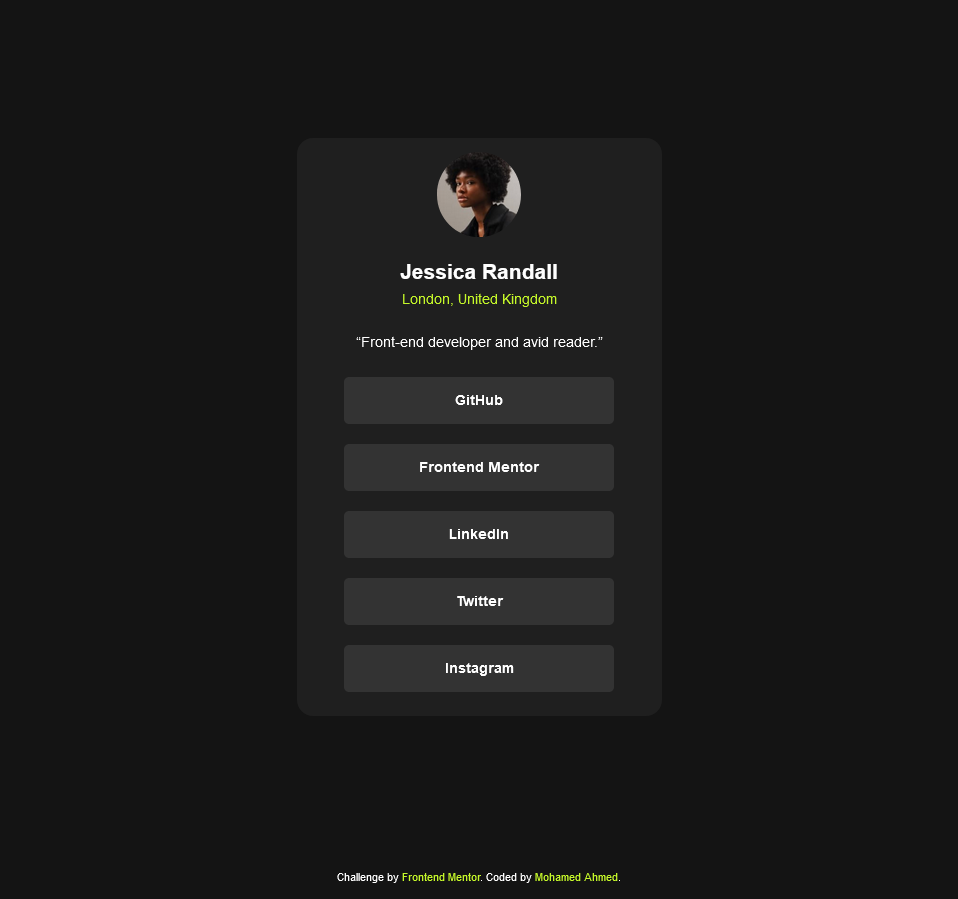 Jessica Randall
London, United Kingdom
“Front-end developer and avid reader.”
GitHub
Frontend Mentor
LinkedIn
Twitter
Instagram
Challenge by Frontend Mentor. Coded by Mohamed Ahmed.